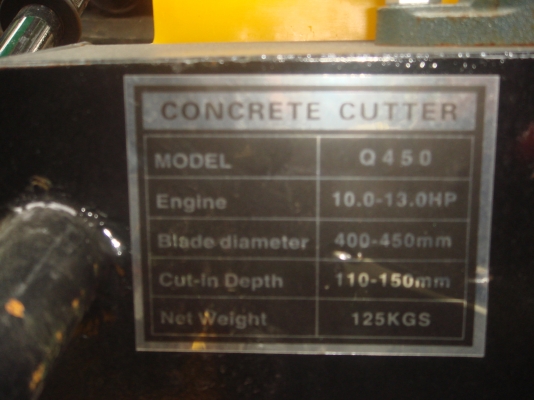 CONCRETE CUTTER
MODEL Q450
Engine 10.0-13.0HP
Blade diameter 400-450mm
Cut-In Depth 110-150mm
Net Weight 125KGS